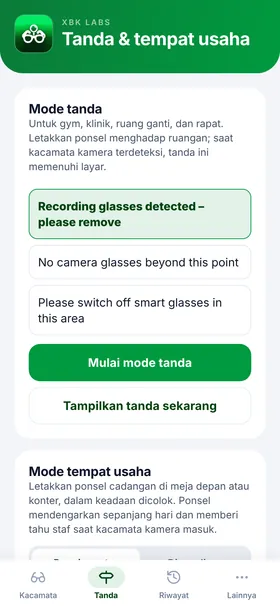 XBK LABS
Tanda & tempat usaha
Mode tanda
Untuk gym, klinik, ruang ganti, dan rapat.
Letakkan ponsel menghadap ruangan; saat
kacamata kamera terdeteksi, tanda ini
memenuhi layar.
Recording glasses detected –
please remove
No camera glasses beyond this point
Please switch off smart glasses in
this area
Mulai mode tanda
Tampilkan tanda sekarang
Mode tempat usaha
Letakkan ponsel cadangan di meja depan atau
konter, dalam keadaan dicolok. Ponsel
mendengarkan sepanjang hari dan memberi
tahu staf saat kacamata kamera masuk.
Kacamata
Tanda
Riwayat
Lainnya